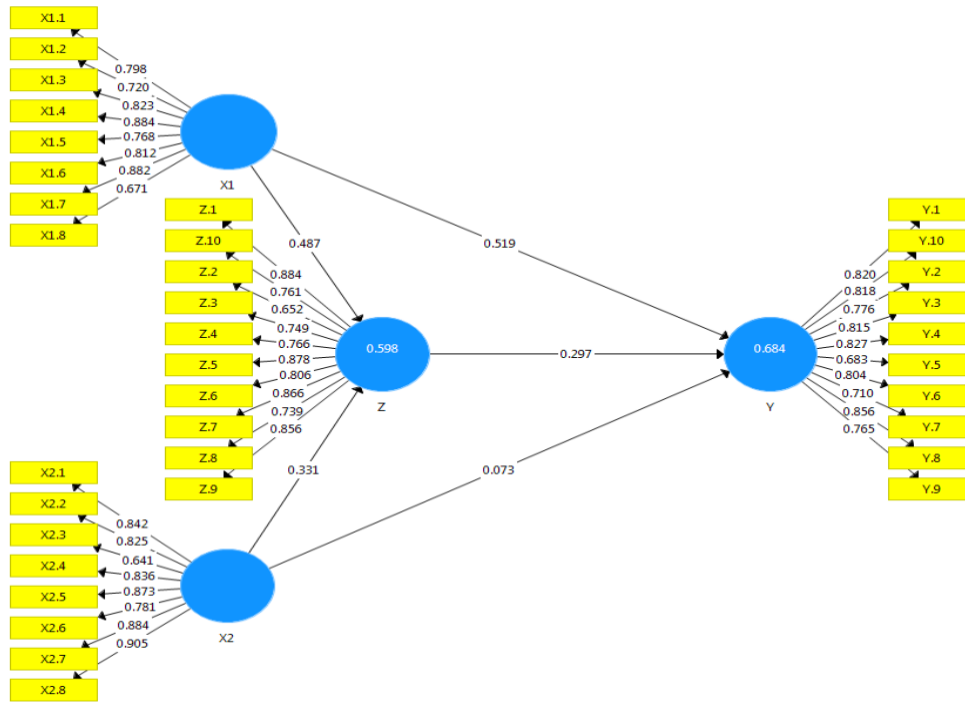 X1.1
X1.2
X1.3
X1.4
X1.5
X1.6
X1.7
X1.8
0.798
0.720
0.823
0.884
0.768
0.812
0.882
0.671
X1
0.487
0.519
Z.1
Z.10
Z.2
Z.3
Z.4
Z.5
Z.6
Z.7
Z.8
Z.9
0.884
0.761
0.652
0.749
0.766
0.878
0.806
0.866
0.739
0.856
0.598
Z
0.297
0.684
Y
0.820
0.818
0.776
0.815
0.827
0.683
0.804
0.710
0.856
0.765
Y.1
Y.10
Y.2
Y.3
Y.4
Y.5
Y.6
Y.7
Y.8
Y.9
0.331
0.073
X2.1
X2.2
X2.3
X2.4
X2.5
X2.6
X2.7
X2.8
0.842
0.825
0.641
0.836
0.873
0.781
0.884
0.905
X2